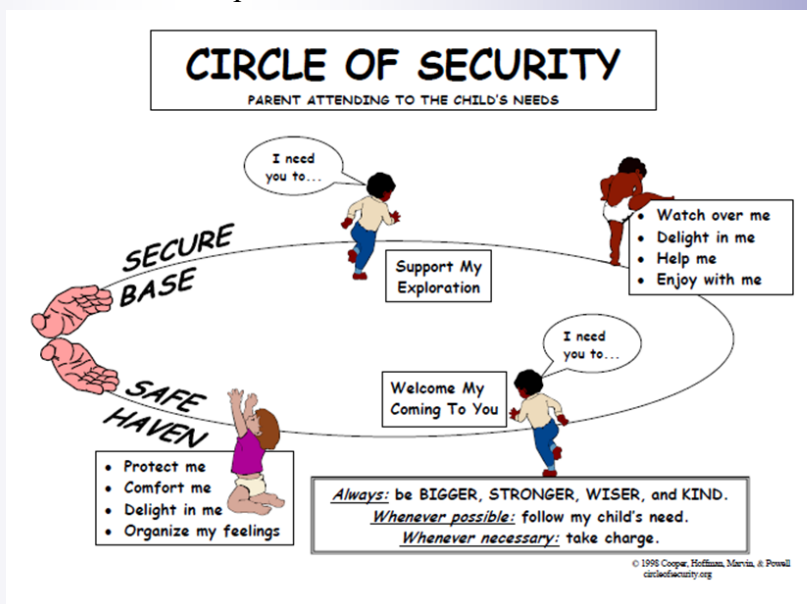 CIRCLE OF SECURITY
PARENT ATTENDING TO THE CHILD'S NEEDS
I need
you to...
SECURE
BASE
Support My
Exploration
• Watch over me
• Delight in me
• Help me
• Enjoy with me
I need
you to...
Welcome My
Coming To You
SAFE
HAVEN
• Protect me
• Comfort me
• Delight in me
• Organize my feelings
Always: be BIGGER, STRONGER, WISER, and KIND.
Whenever possible: follow my child's need.
Whenever necessary: take charge.
© 1998 Cooper, Hoffman, Marvin, & Powell
circleofsecurity.org